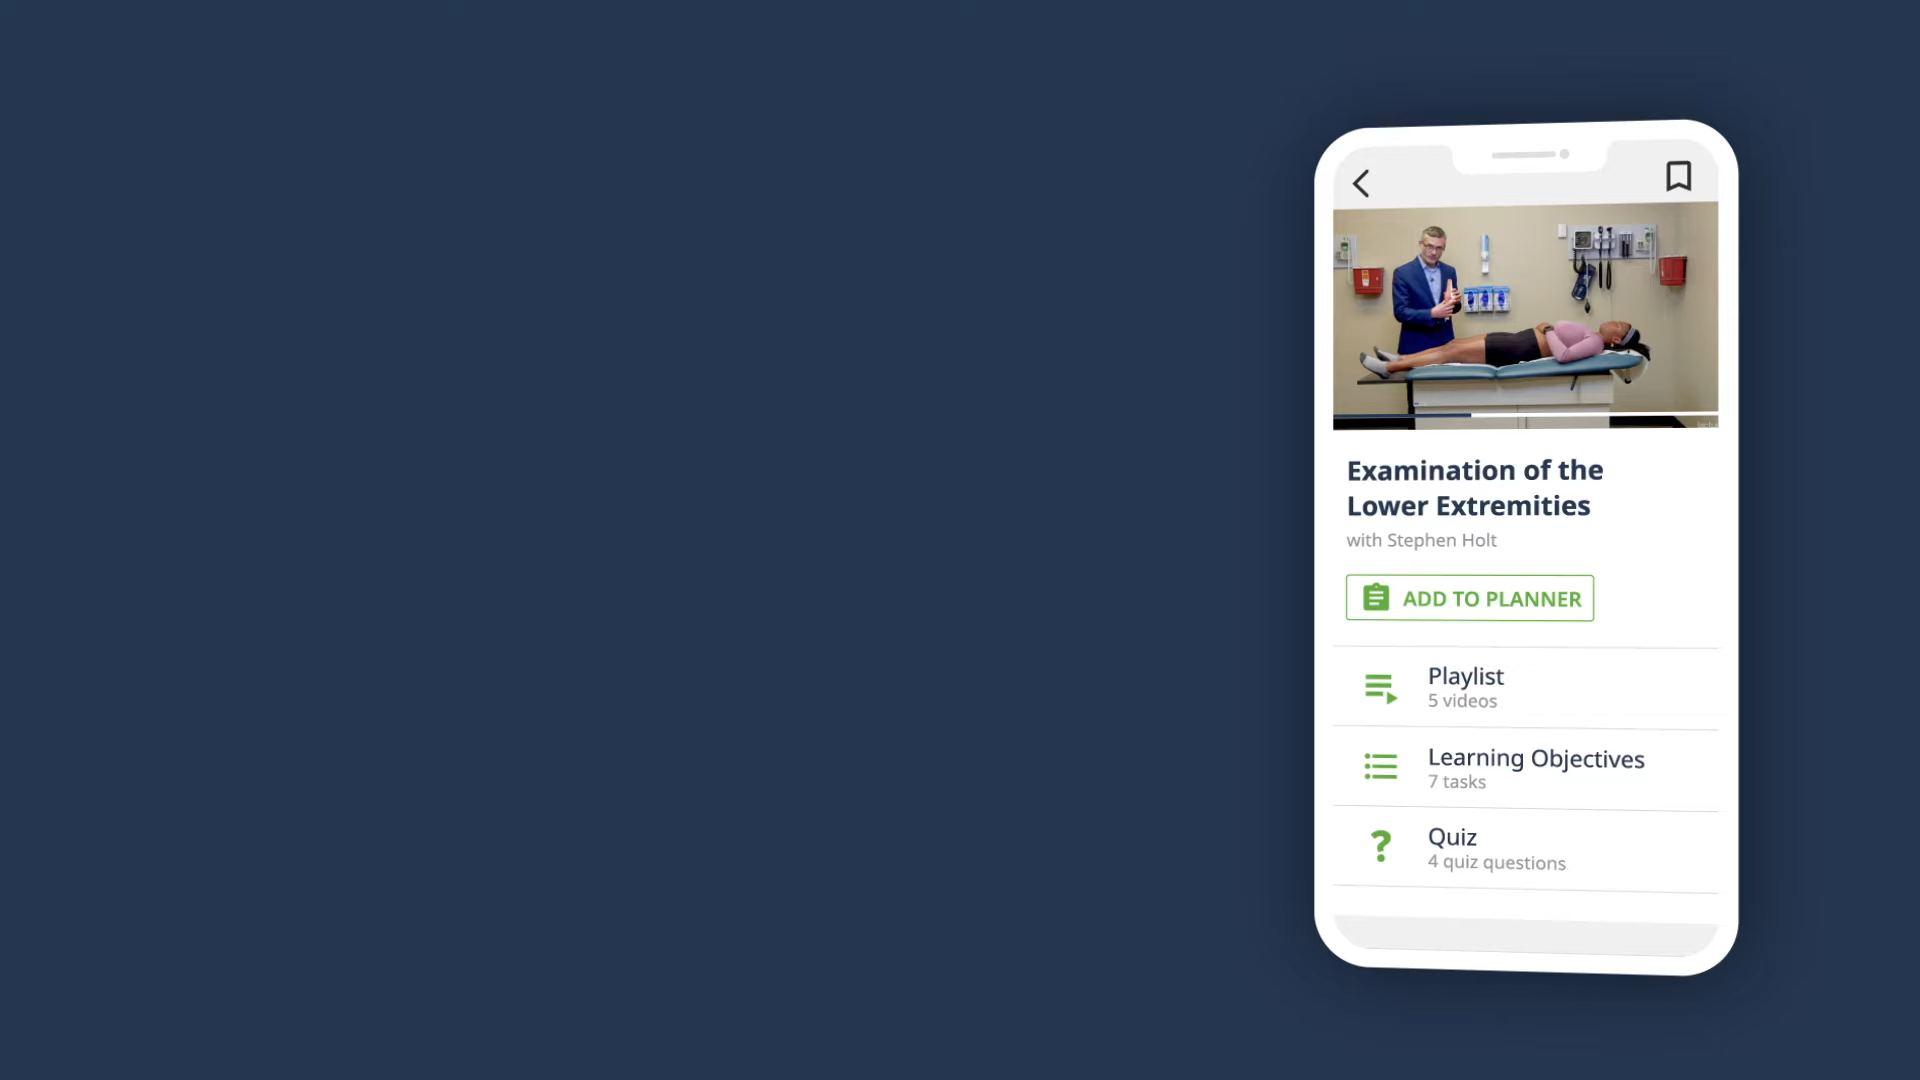 Examination of the
Lower Extremities
with Stephen Holt
ADD TO PLANNER
Playlist
5 videos
Learning Objectives
7 tasks
?
Quiz
4 quiz questions